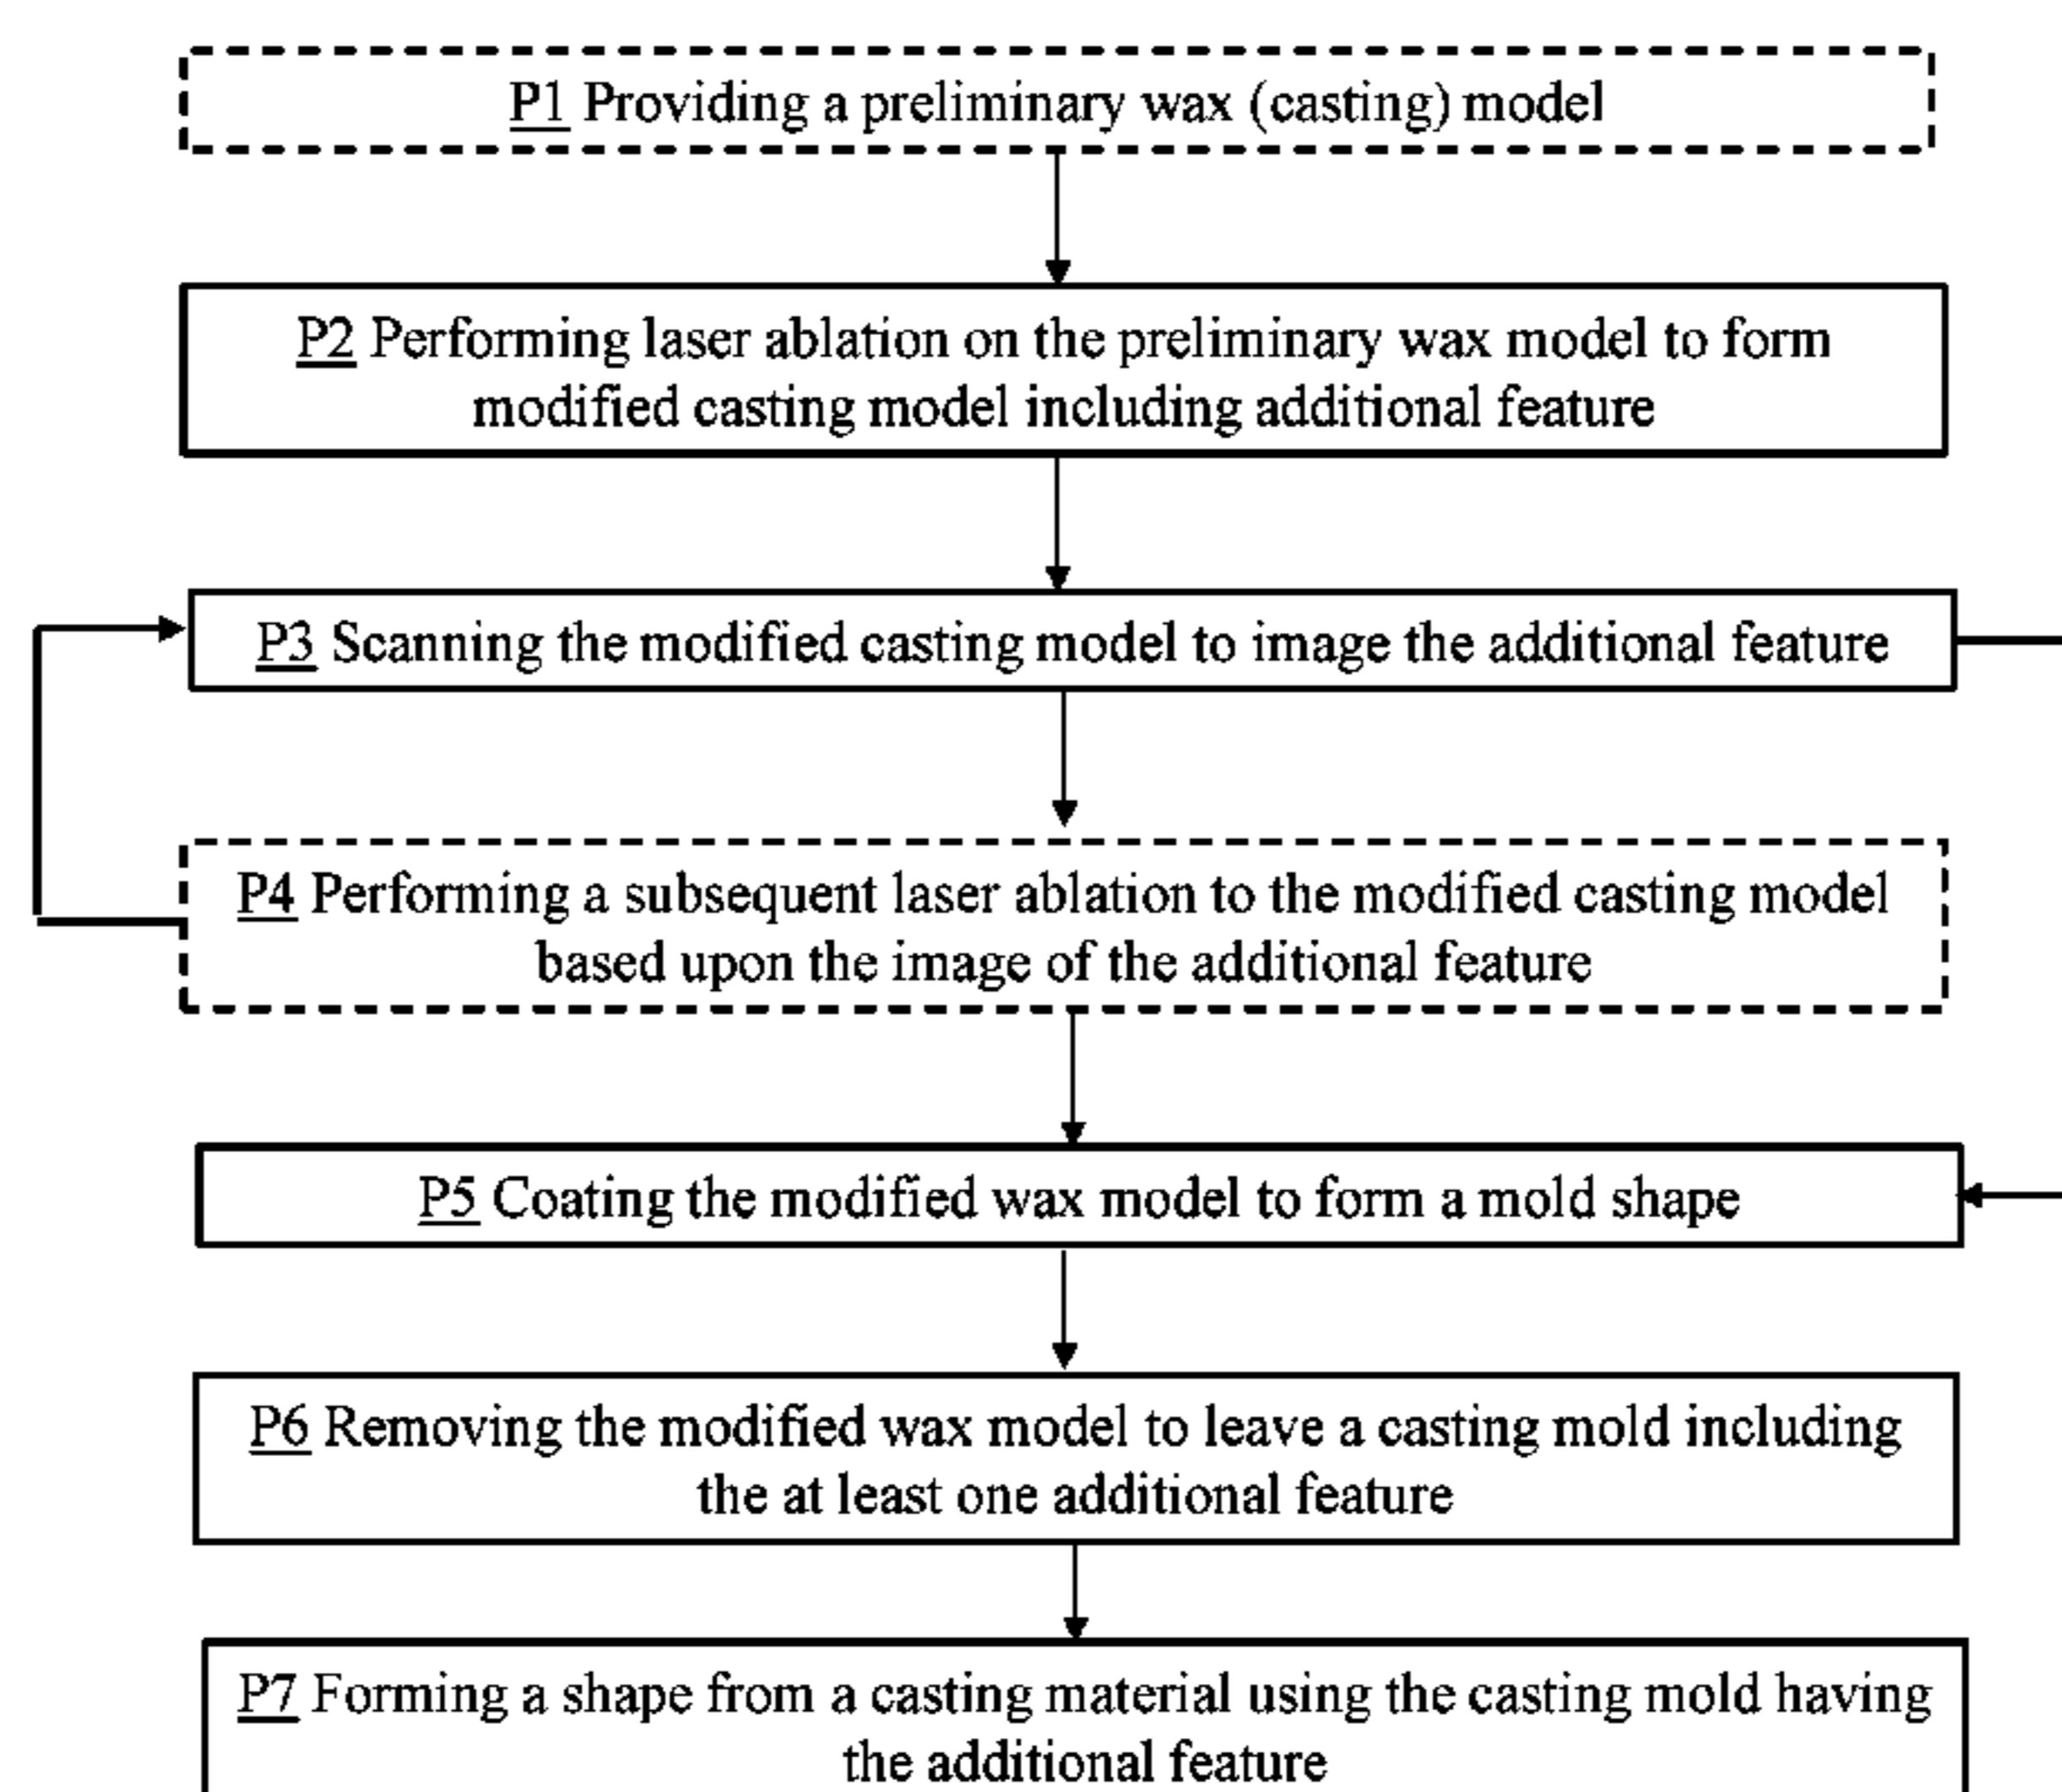 P1 Providing a preliminary wax (casting) model
P2 Performing laser ablation on the preliminary wax model to form
modified casting model including additional feature
P3 Scanning the modified casting model to image the additional feature
P4 Performing a subsequent laser ablation to the modified casting model
based upon the image of the additional feature
P5 Coating the modified wax model to form a mold shape
P6 Removing the modified wax model to leave a casting mold including
the at least one additional feature
P7 Forming a shape from a casting material using the casting mold having
the additional feature